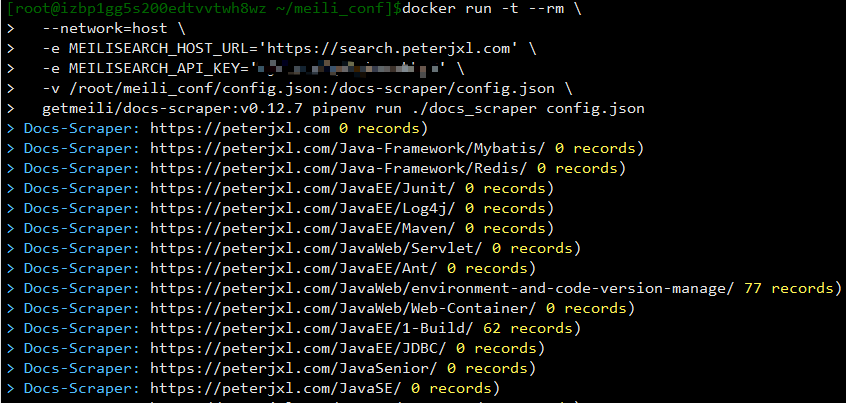 [root@izbp1gg5s200edtvvtwh8wz ~/meili_conf]$docker run -t --rm \
>   --network=host \
>   -e MEILISEARCH_HOST_URL='https://search.peterjxl.com' \
>   -e MEILISEARCH_API_KEY='' \
>   -v /root/meili_conf/config.json:/docs-scraper/config.json \
>   getmeili/docs-scraper:v0.12.7 pipenv run ./docs_scraper config.json
> Docs-Scraper: https://peterjxl.com 0 records)
> Docs-Scraper: https://peterjxl.com/Java-Framework/Mybatis/ 0 records)
> Docs-Scraper: https://peterjxl.com/Java-Framework/Redis/ 0 records)
> Docs-Scraper: https://peterjxl.com/JavaEE/Junit/ 0 records)
> Docs-Scraper: https://peterjxl.com/JavaEE/Log4j/ 0 records)
> Docs-Scraper: https://peterjxl.com/JavaEE/Maven/ 0 records)
> Docs-Scraper: https://peterjxl.com/JavaWeb/Servlet/ 0 records)
> Docs-Scraper: https://peterjxl.com/JavaEE/Ant/ 0 records)
> Docs-Scraper: https://peterjxl.com/JavaWeb/environment-and-code-version-manage/ 77 records)
> Docs-Scraper: https://peterjxl.com/JavaWeb/Web-Container/ 0 records)
> Docs-Scraper: https://peterjxl.com/JavaEE/1-Build/ 62 records)
> Docs-Scraper: https://peterjxl.com/JavaEE/JDBC/ 0 records)
> Docs-Scraper: https://peterjxl.com/JavaSenior/ 0 records)
> Docs-Scraper: https://peterjxl.com/JavaSE/ 0 records)